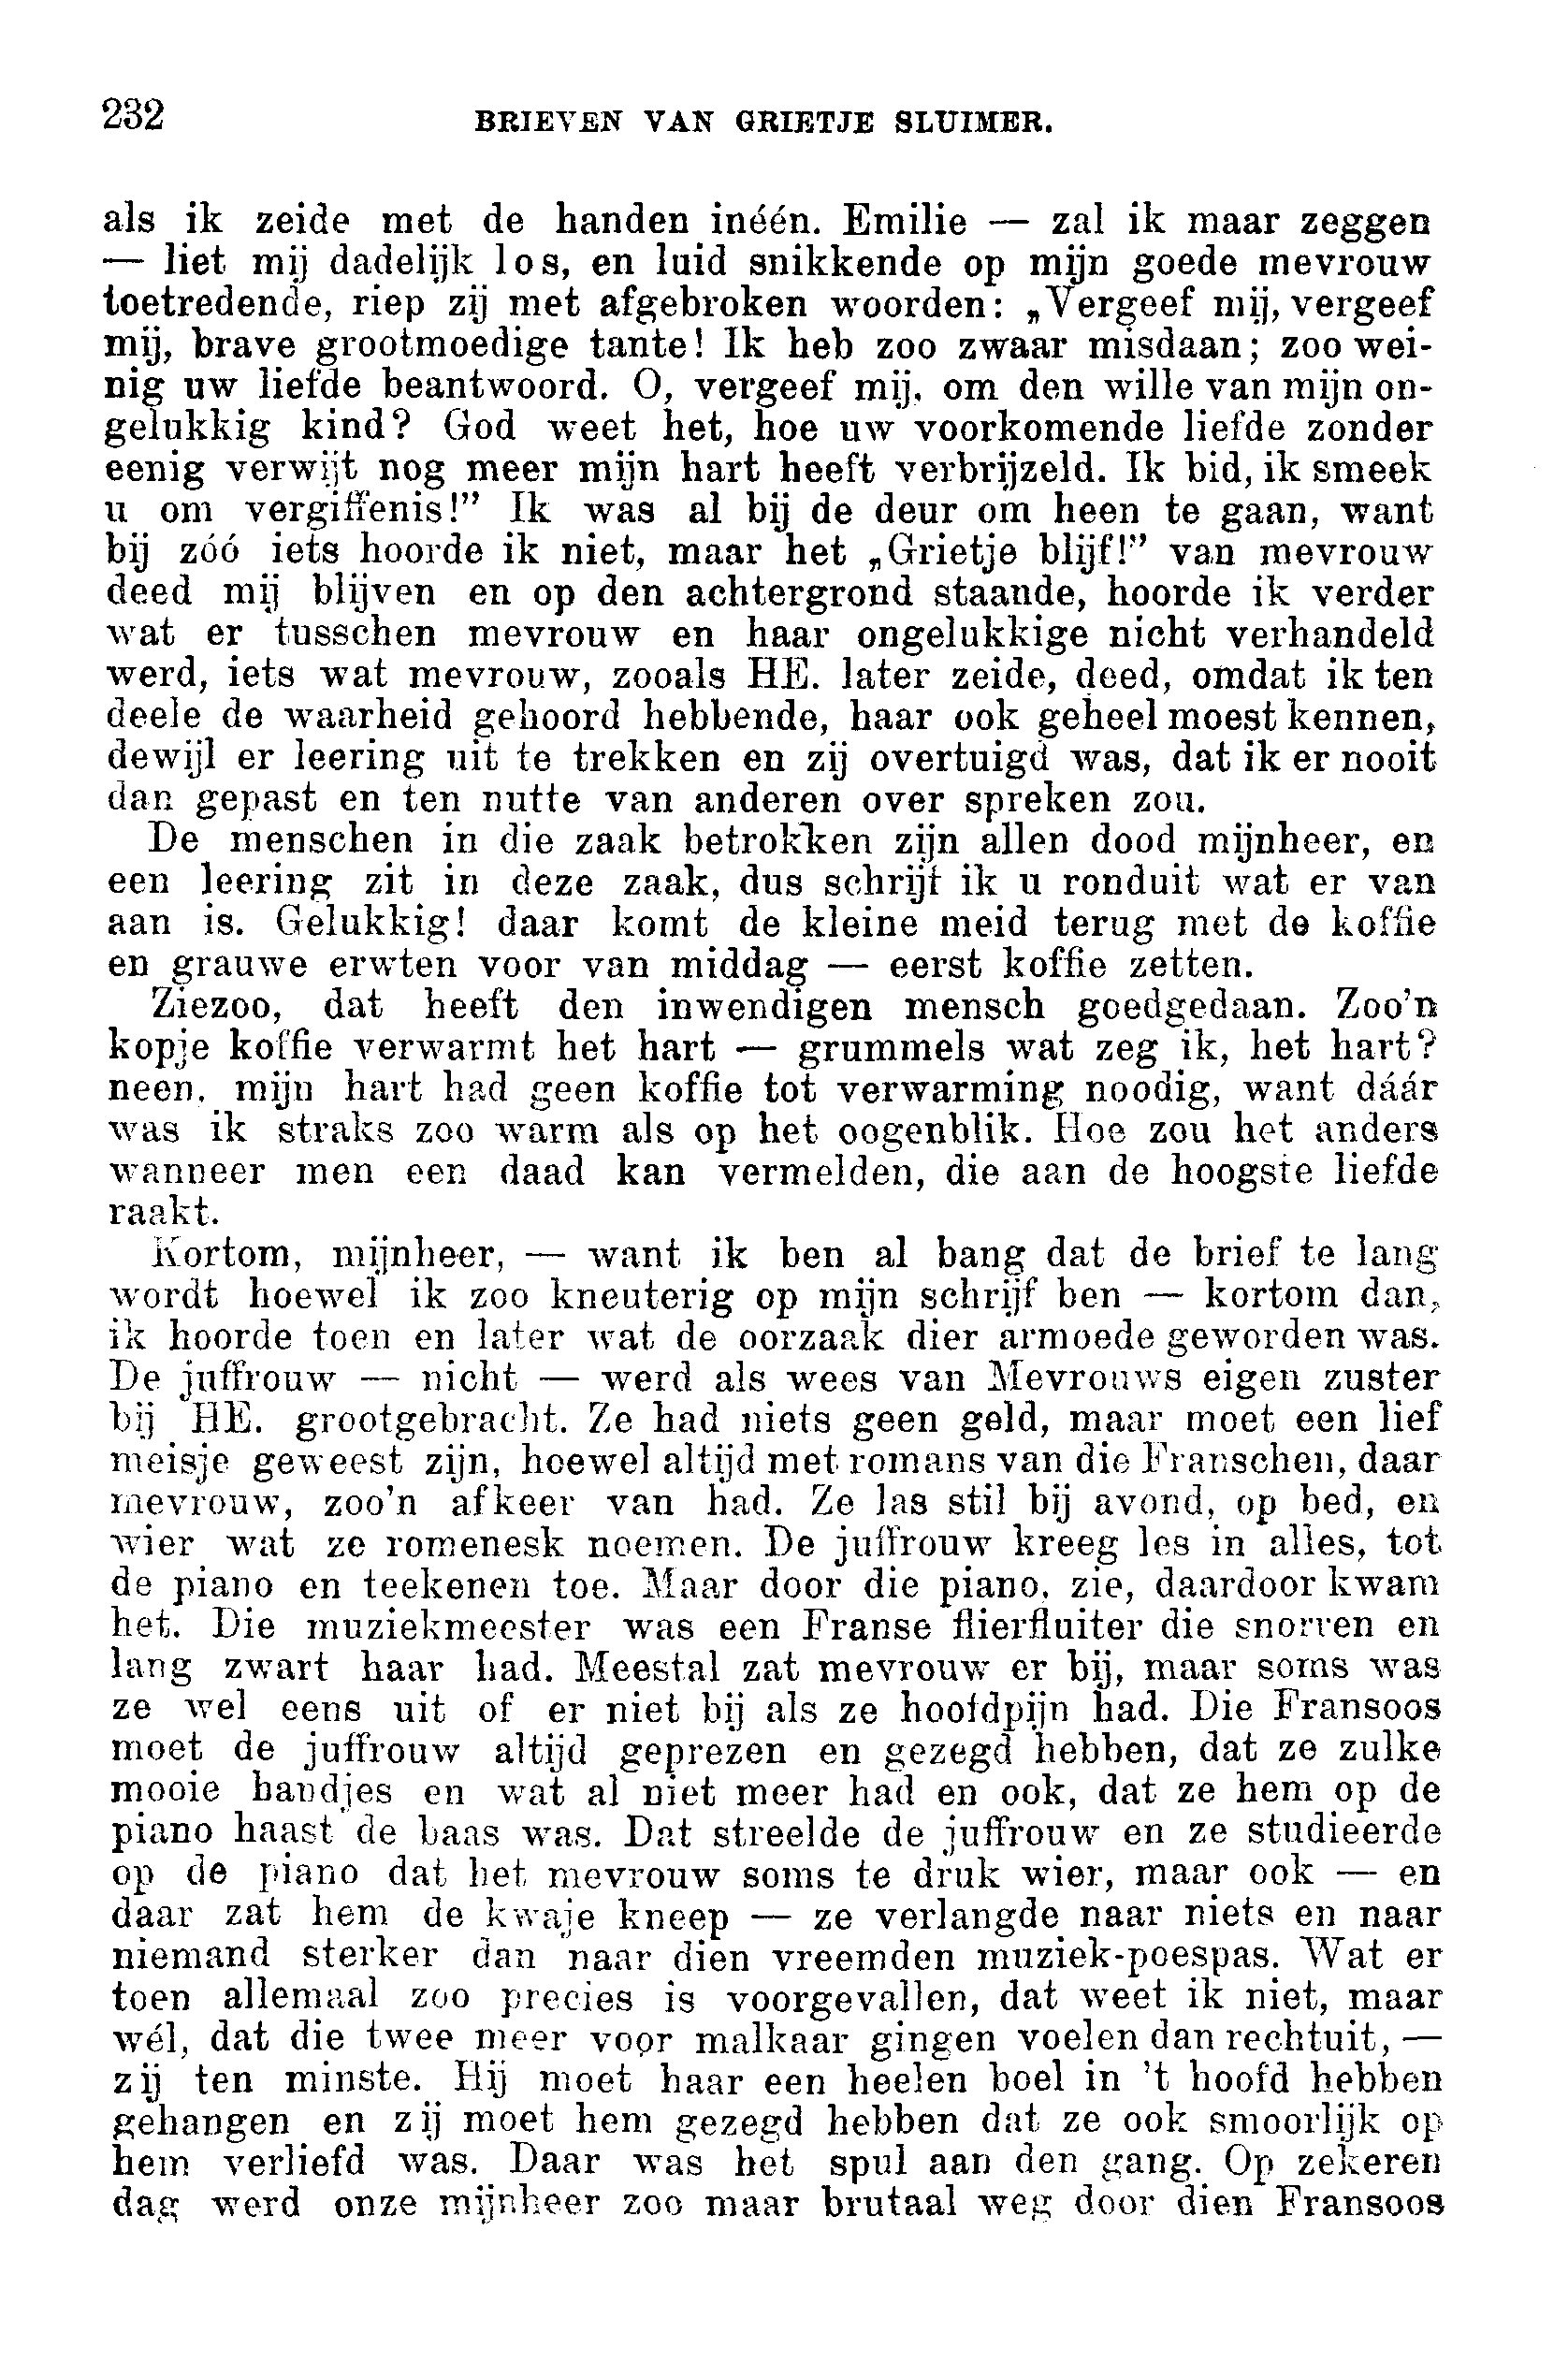 232
BRIEVEN VAN GRIETJE SLUIMER.
als ik zeide met de handen inéén. Emilie — zal ik maar zeggen
— liet mij dadelijk los, en luid snikkende op mijn goede mevrouw
toetredende, riep zij met afgebroken woorden: „Vergeef mij, vergeef
mij, brave grootmoedige tante! Ik heb zoo zwaar misdaan; zoo wei-
nig uw liefde beantwoord. O, vergeef mij, om den wille van mijn on-
gelukkig kind? God weet het, hoe uw voorkomende liefde zonder
eenig verwijt nog meer mijn hart heeft verbrijzeld. Ik bid, ik smeek
u om vergiffenis!” Ik was al bij de deur om heen te gaan, want
bij zóó iets hoorde ik niet, maar het „Grietje blijf!” van mevrouw
deed mij blijven en op den achtergrond staande, hoorde ik verder
wat er tusschen mevrouw en haar ongelukkige nicht verhandeld
werd, iets wat mevrouw, zooals HE. later zeide, deed, omdat ik ten
deele de waarheid gehoord hebbende, haar ook geheel moest kennen,
dewijl er leering uit te trekken en zij overtuigd was, dat ik er nooit
dan gepast en ten nutte van anderen over spreken zou.
De menschen in die zaak betrokken zijn allen dood mijnheer, en
een leering zit in deze zaak, dus schrijf ik u ronduit wat er van
aan is. Gelukkig! daar komt de kleine meid terug met de koffie
en grauwe erwten voor van middag — eerst koffie zetten.
Ziezoo, dat heeft den inwendigen mensch goedgedaan. Zoo'n
kopje koffie verwarmt het hart — grummels wat zeg ik, het hart?
neen. mijn hart had geen koffie tot verwarming noodig, want dáár
was ik straks zoo warm als op het oogenblik. Hoe zou het anders
wanneer men een daad kan vermelden, die aan de hoogste liefde
raakt.
Kortom, mijnheer, — want ik ben al bang dat de brief te lang
wordt hoewel ik zoo kneuterig op mijn schrijf ben — kortom dan,
ik hoorde toen en later wat de oorzaak dier armoede geworden was.
De juffrouw — nicht — werd als wees van Mevrouws eigen zuster
bij HE. grootgebracht. Ze had niets geen geld, maar moet een lief
meisje geweest zijn, hoewel altijd met romans van die Franschen, daar
mevrouw, zoo'n afkeer van had. Ze las stil bij avond, op bed, en
wier wat ze romenesk noemen. De juffrouw kreeg les in alles, tot
de piano en teekenen toe. Maar door die piano, zie, daardoor kwam
het. Die muziekmeester was een Franse flierfluiter die snorren en
lang zwart haar had. Meestal zat mevrouw er bij, maar soms was
ze wel eens uit of er niet bij als ze hoofdpijn had. Die Fransoos
moet de juffrouw altijd geprezen en gezegd hebben, dat ze zulke
mooie handjes en wat al niet meer had en ook, dat ze hem op de
piano haast de baas was. Dat streelde de juffrouw en ze studieerde
op de piano dat het mevrouw soms te druk wier, maar ook — en
daar zat hem de kwaje kneep — ze verlangde naar niets en naar
niemand sterker dan naar dien vreemden muziek-poespas. Wat er
toen allemaal zoo precies is voorgevallen, dat weet ik niet, maar
wél, dat die twee meer voor malkaar gingen voelen dan rechtuit, —
zij ten minste. Hij moet haar een heelen boel in 't hoofd hebben
gehangen en zij moet hem gezegd hebben dat ze ook smoorlijk op
hem verliefd was. Daar was het spul aan den gang. Op zekeren
dag werd onze mijnheer zoo maar brutaal weg door dien Fransoos